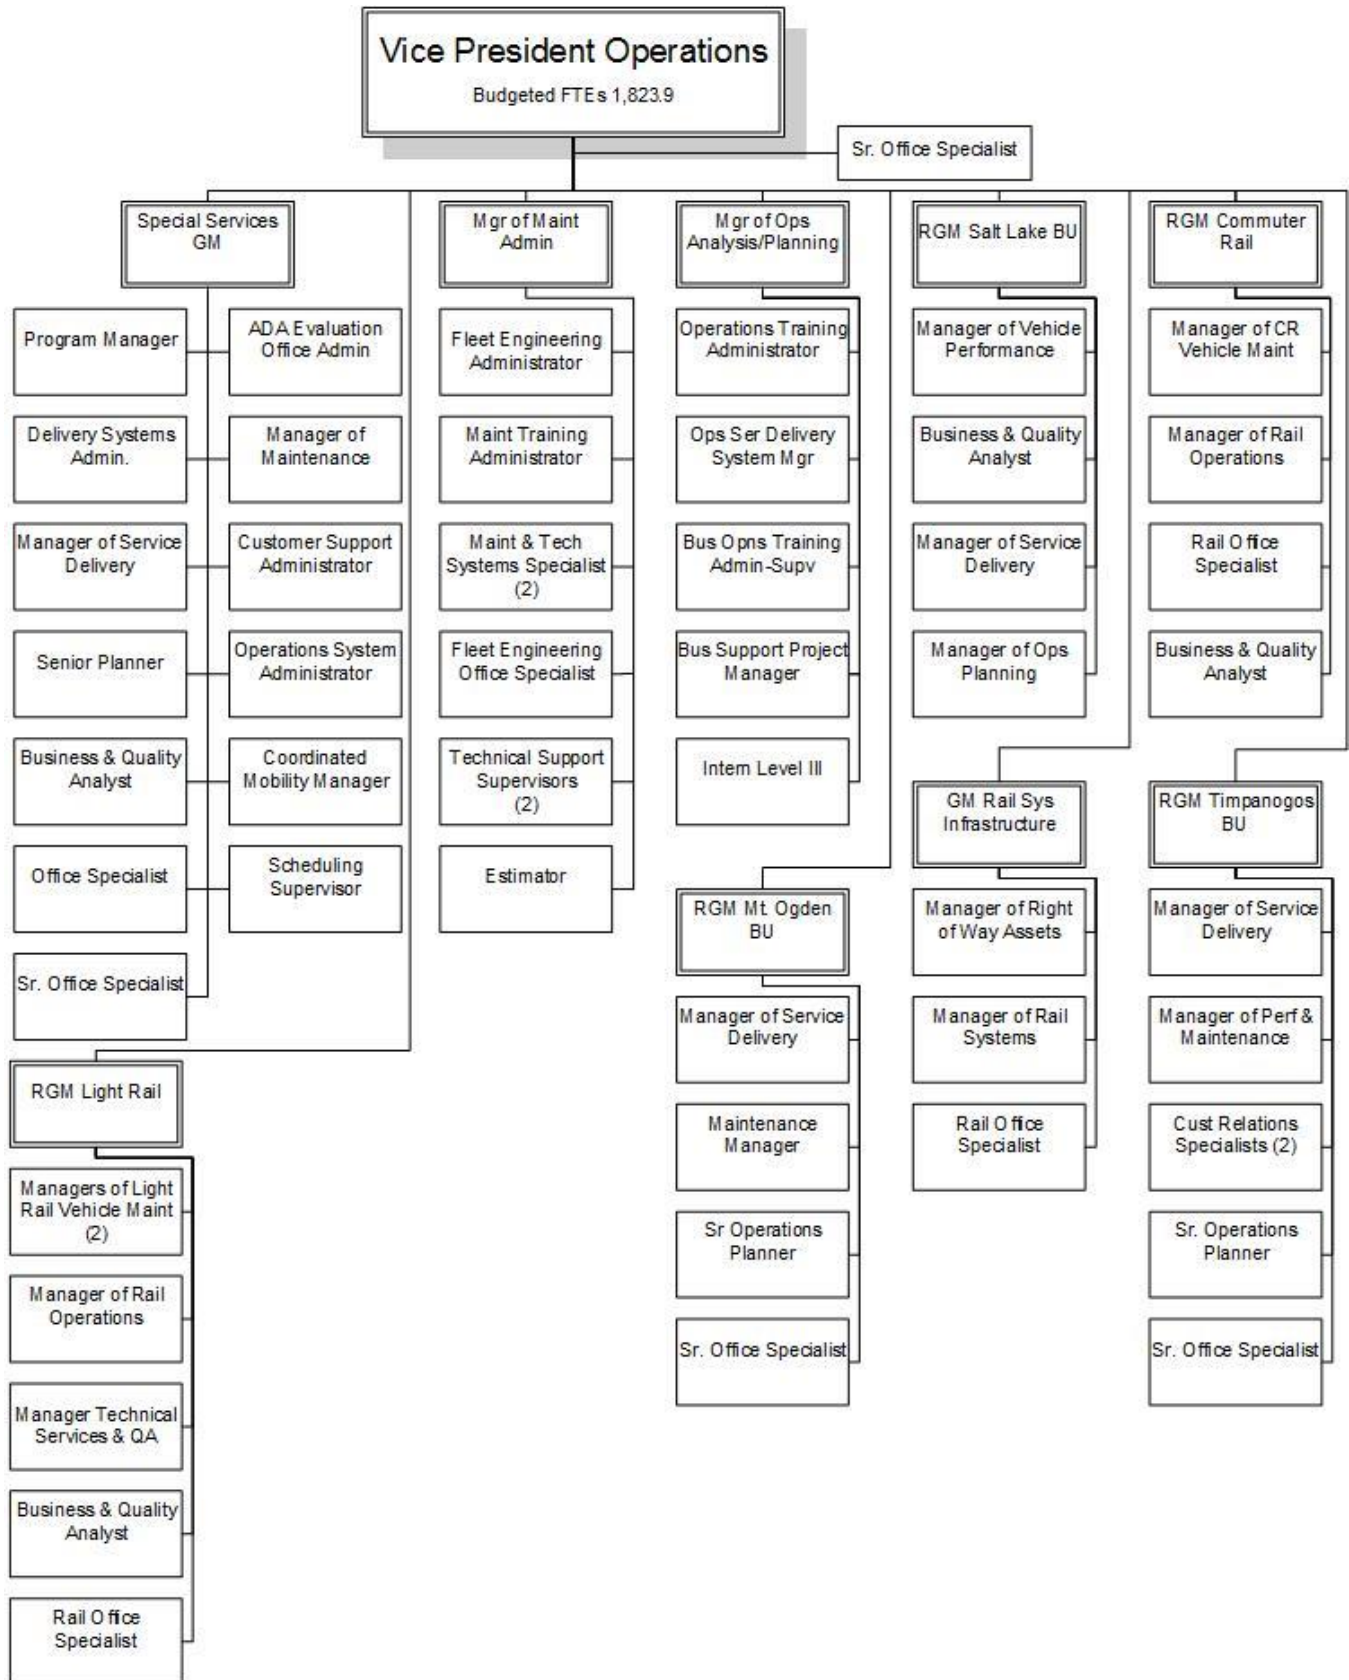 Vice President Operations
Budgeted FTEs 1,823.9
Sr. Office Specialist
Special Services
GM
Program Manager
ADA Evaluation
Office Admin
Delivery Systems
Admin.
Manager of
Maintenance
Manager of Service
Delivery
Customer Support
Administrator
Senior Planner
Operations System
Administrator
Business & Quality
Analyst
Coordinated
Mobility Manager
Office Specialist
Scheduling
Supervisor
Sr. Office Specialist
RGM Light Rail
Managers of Light
Rail Vehicle Maint
(2)
Manager of Rail
Operations
Manager Technical
Services & QA
Business & Quality
Analyst
Rail Office
Specialist
Mgr of Maint
Admin
Fleet Engineering
Administrator
Maint Training
Administrator
Maint & Tech
Systems Specialist
(2)
Fleet Engineering
Office Specialist
Technical Support
Supervisors
(2)
Estimator
Mgr of Ops
Analysis/Planning
Operations Training
Administrator
Ops Ser Delivery
System Mgr
Bus Opns Training
Admin-Supv
Bus Support Project
Manager
Intern Level III
RGM Mt. Ogden
BU
Manager of Service
Delivery
Maintenance
Manager
Sr Operations
Planner
Sr. Office Specialist
RGM Salt Lake BU
Manager of Vehicle
Performance
Business & Quality
Analyst
Manager of Service
Delivery
Manager of Ops
Planning
GM Rail Sys
Infrastructure
Manager of Right
of Way Assets
Manager of Rail
Systems
Rail Office
Specialist
RGM Commuter
Rail
Manager of CR
Vehicle Maint
Manager of Rail
Operations
Rail Office
Specialist
Business & Quality
Analyst
RGM Timpanogos
BU
Manager of Service
Delivery
Manager of Perf &
Maintenance
Cust Relations
Specialists (2)
Sr. Operations
Planner
Sr. Office Specialist